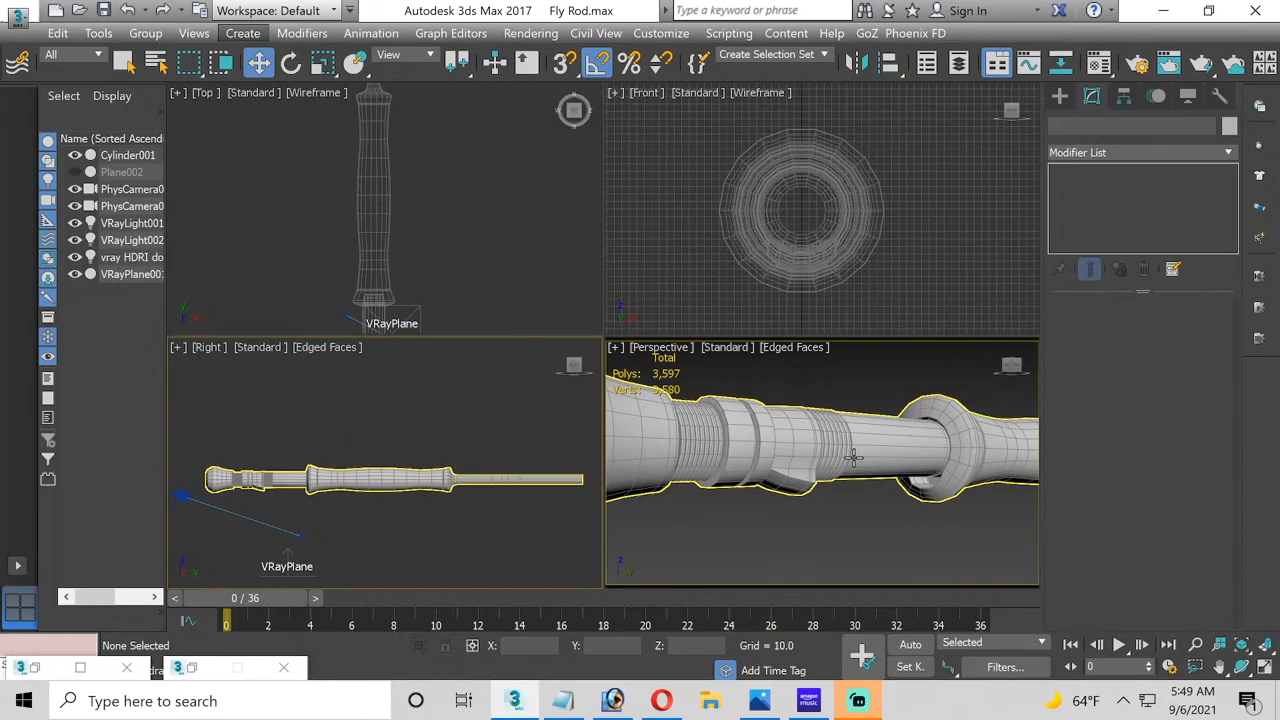 Workspace: Default
Autodesk 3ds Max 2017 Fly Rod.max
Type a keyword or phrase
Sign In
Edit Tools Group Views Create Modifiers Animation Graph Editors Rendering Civil View Customize Scripting Content Help GoZ Phoenix FD
All
View
3
Create Selection Set
Select Display
[+] [Top] [Standard] [Wireframe]
[+] [Front] [Standard] [Wireframe]
Name (Sorted Ascend
Cylinder001
Plane002
PhysCamera0
PhysCamera0
VRayLight001
VRayLight002
vray HDRI do
VRayPlane00
Modifier List
VRayPlane
[+] [Right] [Standard] [Edged Faces]
[+] [Perspective] [Standard] [Edged Faces]
Total
Polys: 3,597
Verts: 3,580
VRayPlane
0 / 36
0 2 4 6 8 10 12 14 16 18 20 22 24 26 28 30 32 34 36
None Selected
X: Y: Z:
Grid = 10.0
Auto
Selected
Add Time Tag
Set K.
Filters...
0
Type here to search
64°F
5:49 AM
9/6/2021